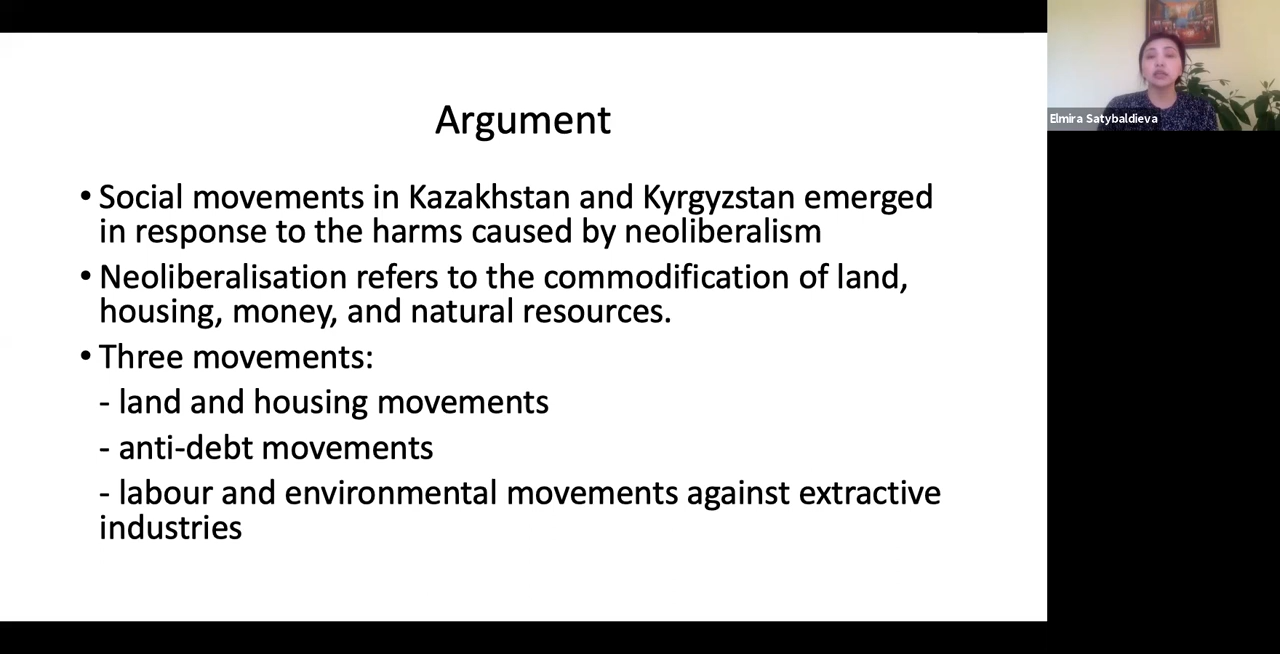 Argument
• Social movements in Kazakhstan and Kyrgyzstan emerged
in response to the harms caused by neoliberalism
• Neoliberalisation refers to the commodification of land,
housing, money, and natural resources.
• Three movements:
- land and housing movements
- anti-debt movements
- labour and environmental movements against extractive
industries
Elmira Satybaldieva